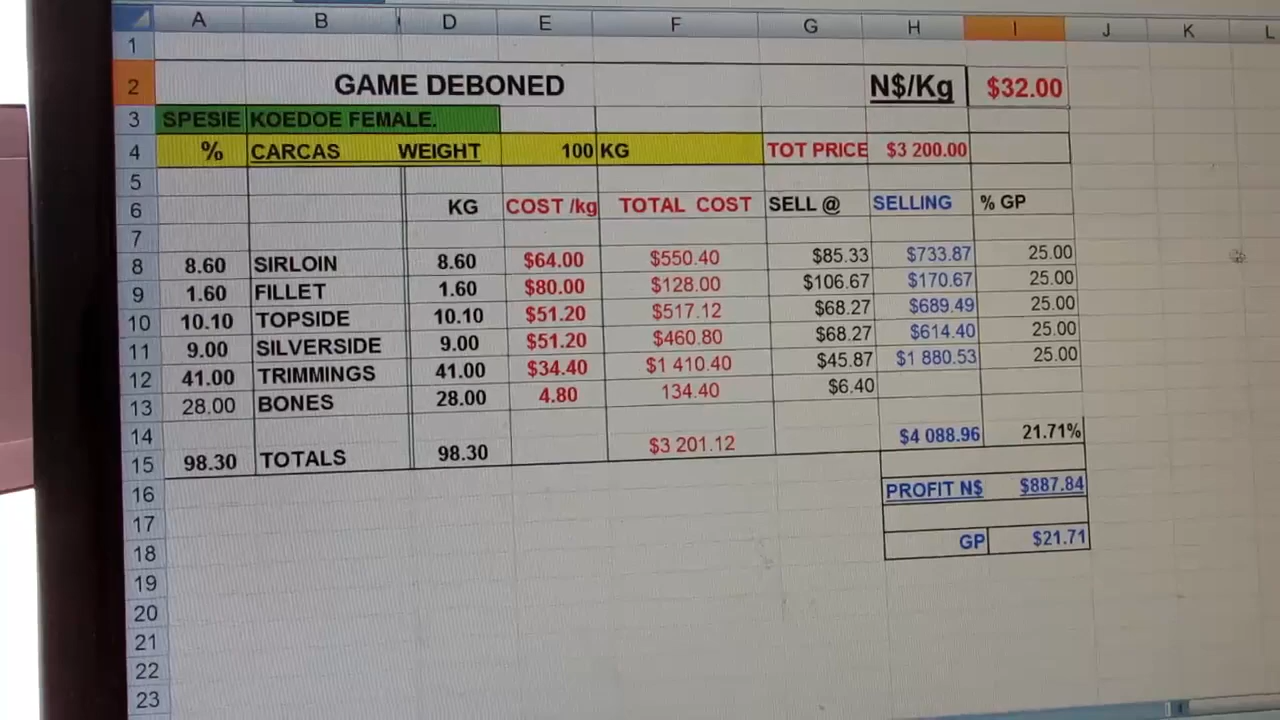 A B D E F G H I J K L
1
2 GAME DEBONED N$/Kg $32.00
3 SPESIE KOEDOE FEMALE.
4 % CARCAS WEIGHT 100 KG TOT PRICE $3 200.00
5
6 KG COST /kg TOTAL COST SELL @ SELLING % GP
7
8 8.60 SIRLOIN 8.60 $64.00 $550.40 $85.33 $733.87 25.00
9 1.60 FILLET 1.60 $80.00 $128.00 $106.67 $170.67 25.00
10 10.10 TOPSIDE 10.10 $51.20 $517.12 $68.27 $689.49 25.00
11 9.00 SILVERSIDE 9.00 $51.20 $460.80 $68.27 $614.40 25.00
12 41.00 TRIMMINGS 41.00 $34.40 $1 410.40 $45.87 $1 880.53 25.00
13 28.00 BONES 28.00 4.80 134.40 $6.40
14
15 98.30 TOTALS 98.30 $3 201.12 $4 088.96 21.71%
16
17 PROFIT N$ $887.84
18
19 GP $21.71
20
21
22
23